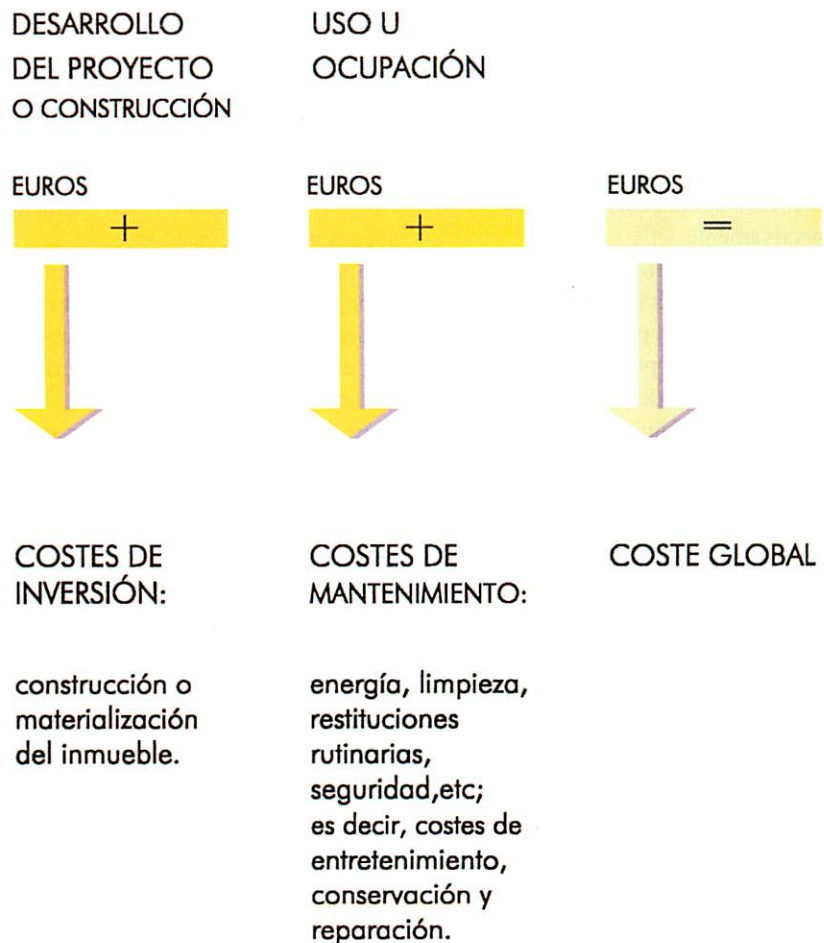 DESARROLLO
DEL PROYECTO
O CONSTRUCCIÓN
USO U
OCUPACIÓN
EUROS
+
EUROS
+
EUROS
=
COSTES DE
INVERSIÓN:
construcción o
materialización
del inmueble.
COSTES DE
MANTENIMIENTO:
energía, limpieza,
restituciones
rutinarias,
seguridad,etc;
es decir, costes de
entretenimiento,
conservación y
reparación.
COSTE GLOBAL